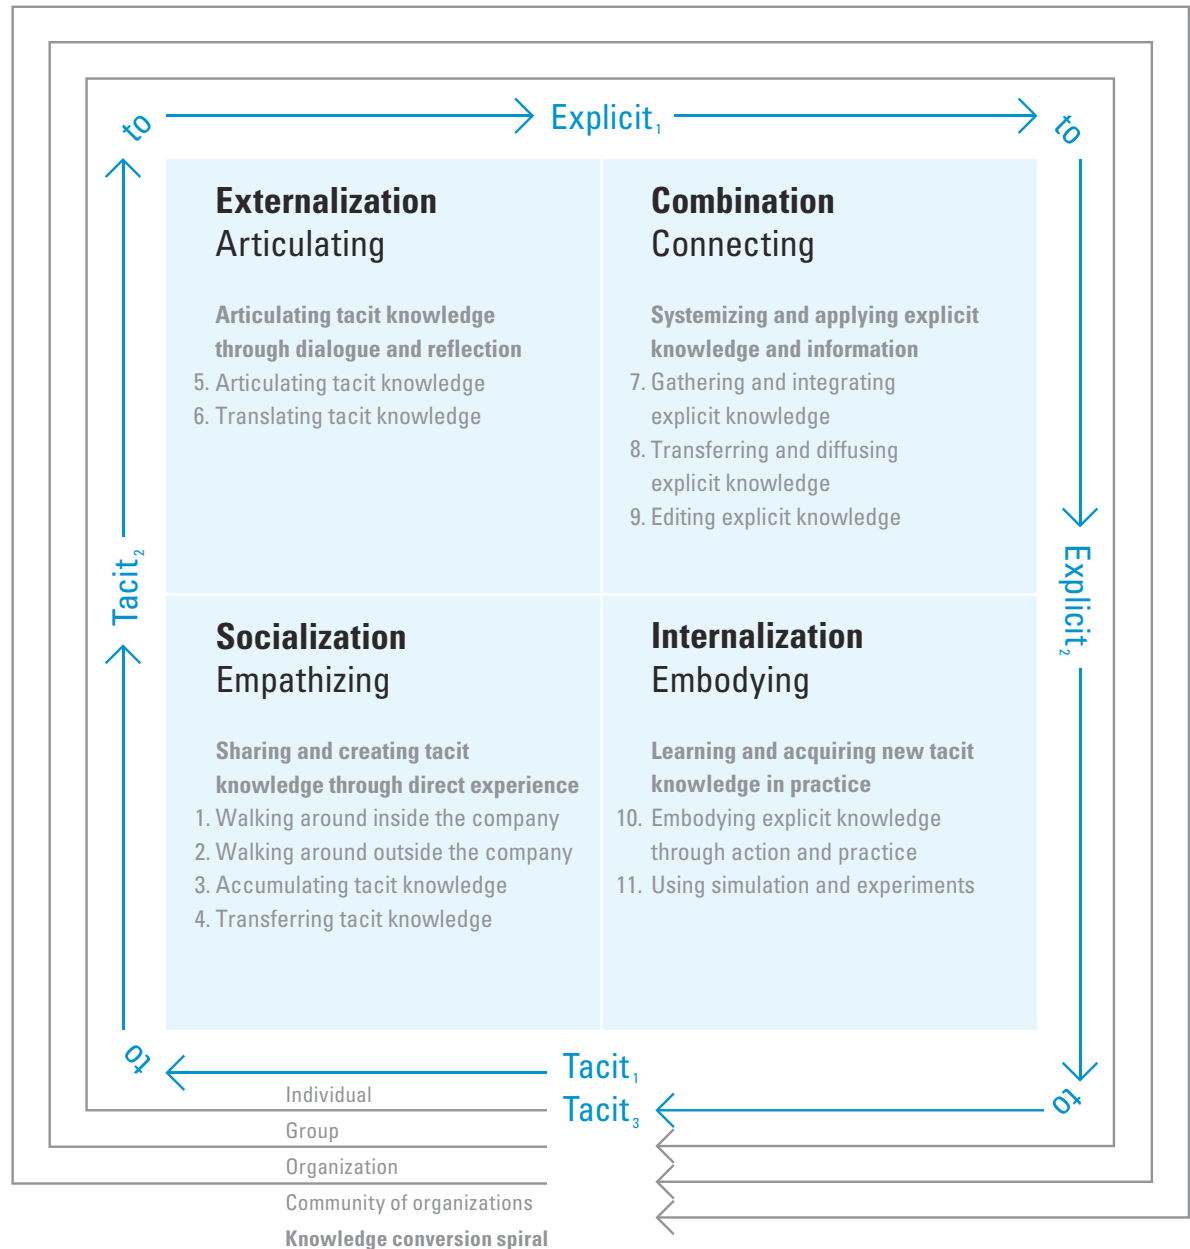 to
Explicit₁
to
Externalization
Articulating
Articulating tacit knowledge
through dialogue and reflection
5. Articulating tacit knowledge
6. Translating tacit knowledge
Combination
Connecting
Systemizing and applying explicit
knowledge and information
7. Gathering and integrating
explicit knowledge
8. Transferring and diffusing
explicit knowledge
9. Editing explicit knowledge
Tacit₂
Explicit₂
Socialization
Empathizing
Sharing and creating tacit
knowledge through direct experience
1. Walking around inside the company
2. Walking around outside the company
3. Accumulating tacit knowledge
4. Transferring tacit knowledge
Internalization
Embodying
Learning and acquiring new tacit
knowledge in practice
10. Embodying explicit knowledge
through action and practice
11. Using simulation and experiments
to
Tacit₁
to
Individual
Tacit₃
Group
Organization
Community of organizations
Knowledge conversion spiral